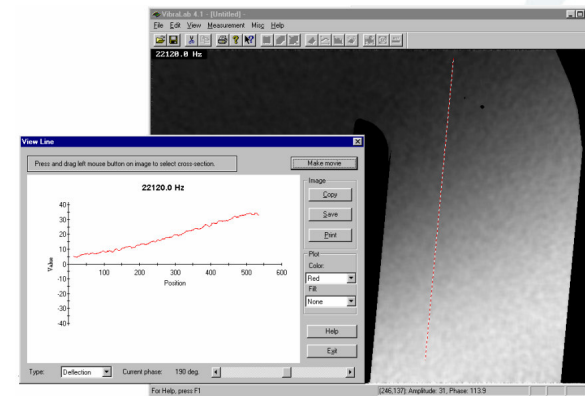 VibraLab 4.1 - [Untitled]
File Edit View Measurement Misc Help
22120.0 Hz
View Line
Press and drag left mouse button on image to select cross-section.
Make movie
22120.0 Hz
Image
Copy
Save
Print
Plot
Color:
Red
Fill:
None
Help
Exit
Value
40
30
20
10
0
-10
-20
-30
-40
100 200 300 400 500 600
Position
Type: Deflection Current phase: 190 deg.
For Help, press F1 (246,137): Amplitude: 31, Phase: 113.9